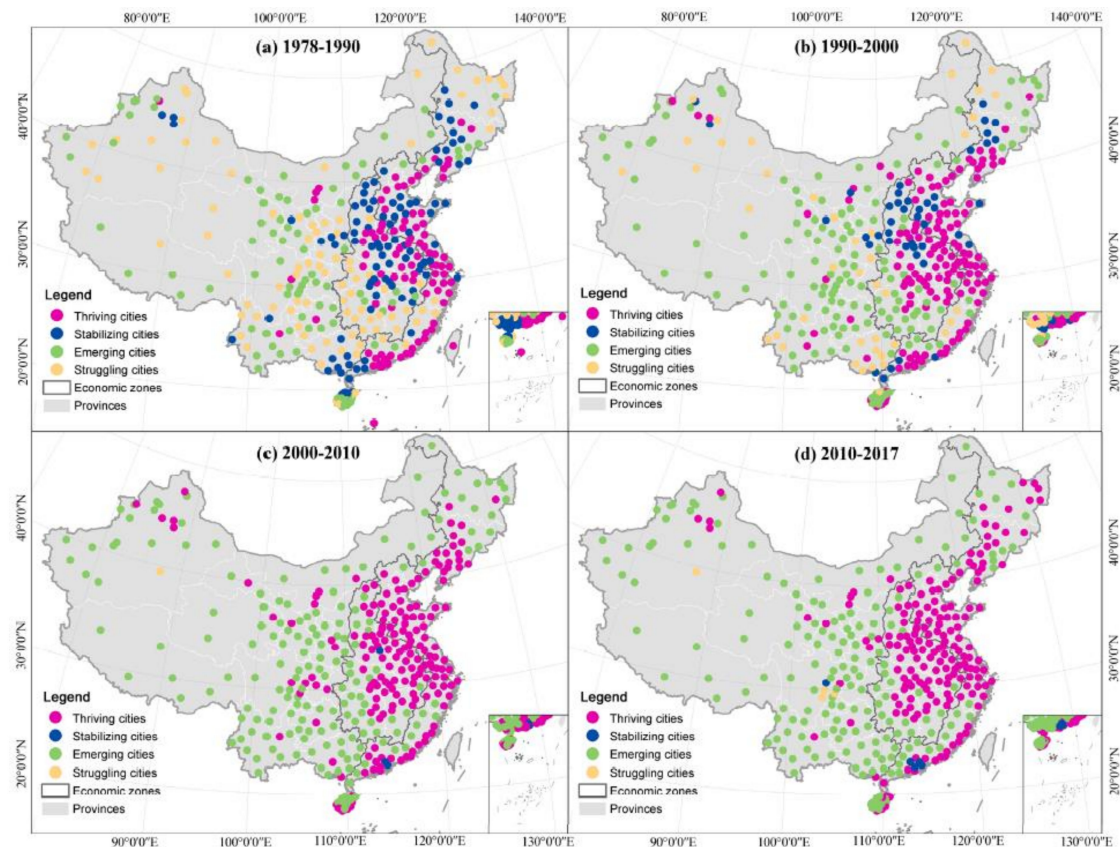 80°0'0"E 100°0'0"E 120°0'0"E 140°0'0"E 80°0'0"E 100°0'0"E 120°0'0"E 140°0'0"E
(a) 1978-1990
(b) 1990-2000
40°0'0"N
30°0'0"N
20°0'0"N
40°0'0"N
30°0'0"N
20°0'0"N
Legend
Thriving cities
Stabilizing cities
Emerging cities
Struggling cities
Economic zones
Provinces
Legend
Thriving cities
Stabilizing cities
Emerging cities
Struggling cities
Economic zones
Provinces
(c) 2000-2010
(d) 2010-2017
40°0'0"N
30°0'0"N
20°0'0"N
40°0'0"N
30°0'0"N
20°0'0"N
Legend
Thriving cities
Stabilizing cities
Emerging cities
Struggling cities
Economic zones
Provinces
Legend
Thriving cities
Stabilizing cities
Emerging cities
Struggling cities
Economic zones
Provinces
90°0'0"E 100°0'0"E 110°0'0"E 120°0'0"E 130°0'0"E 90°0'0"E 100°0'0"E 110°0'0"E 120°0'0"E 130°0'0"E